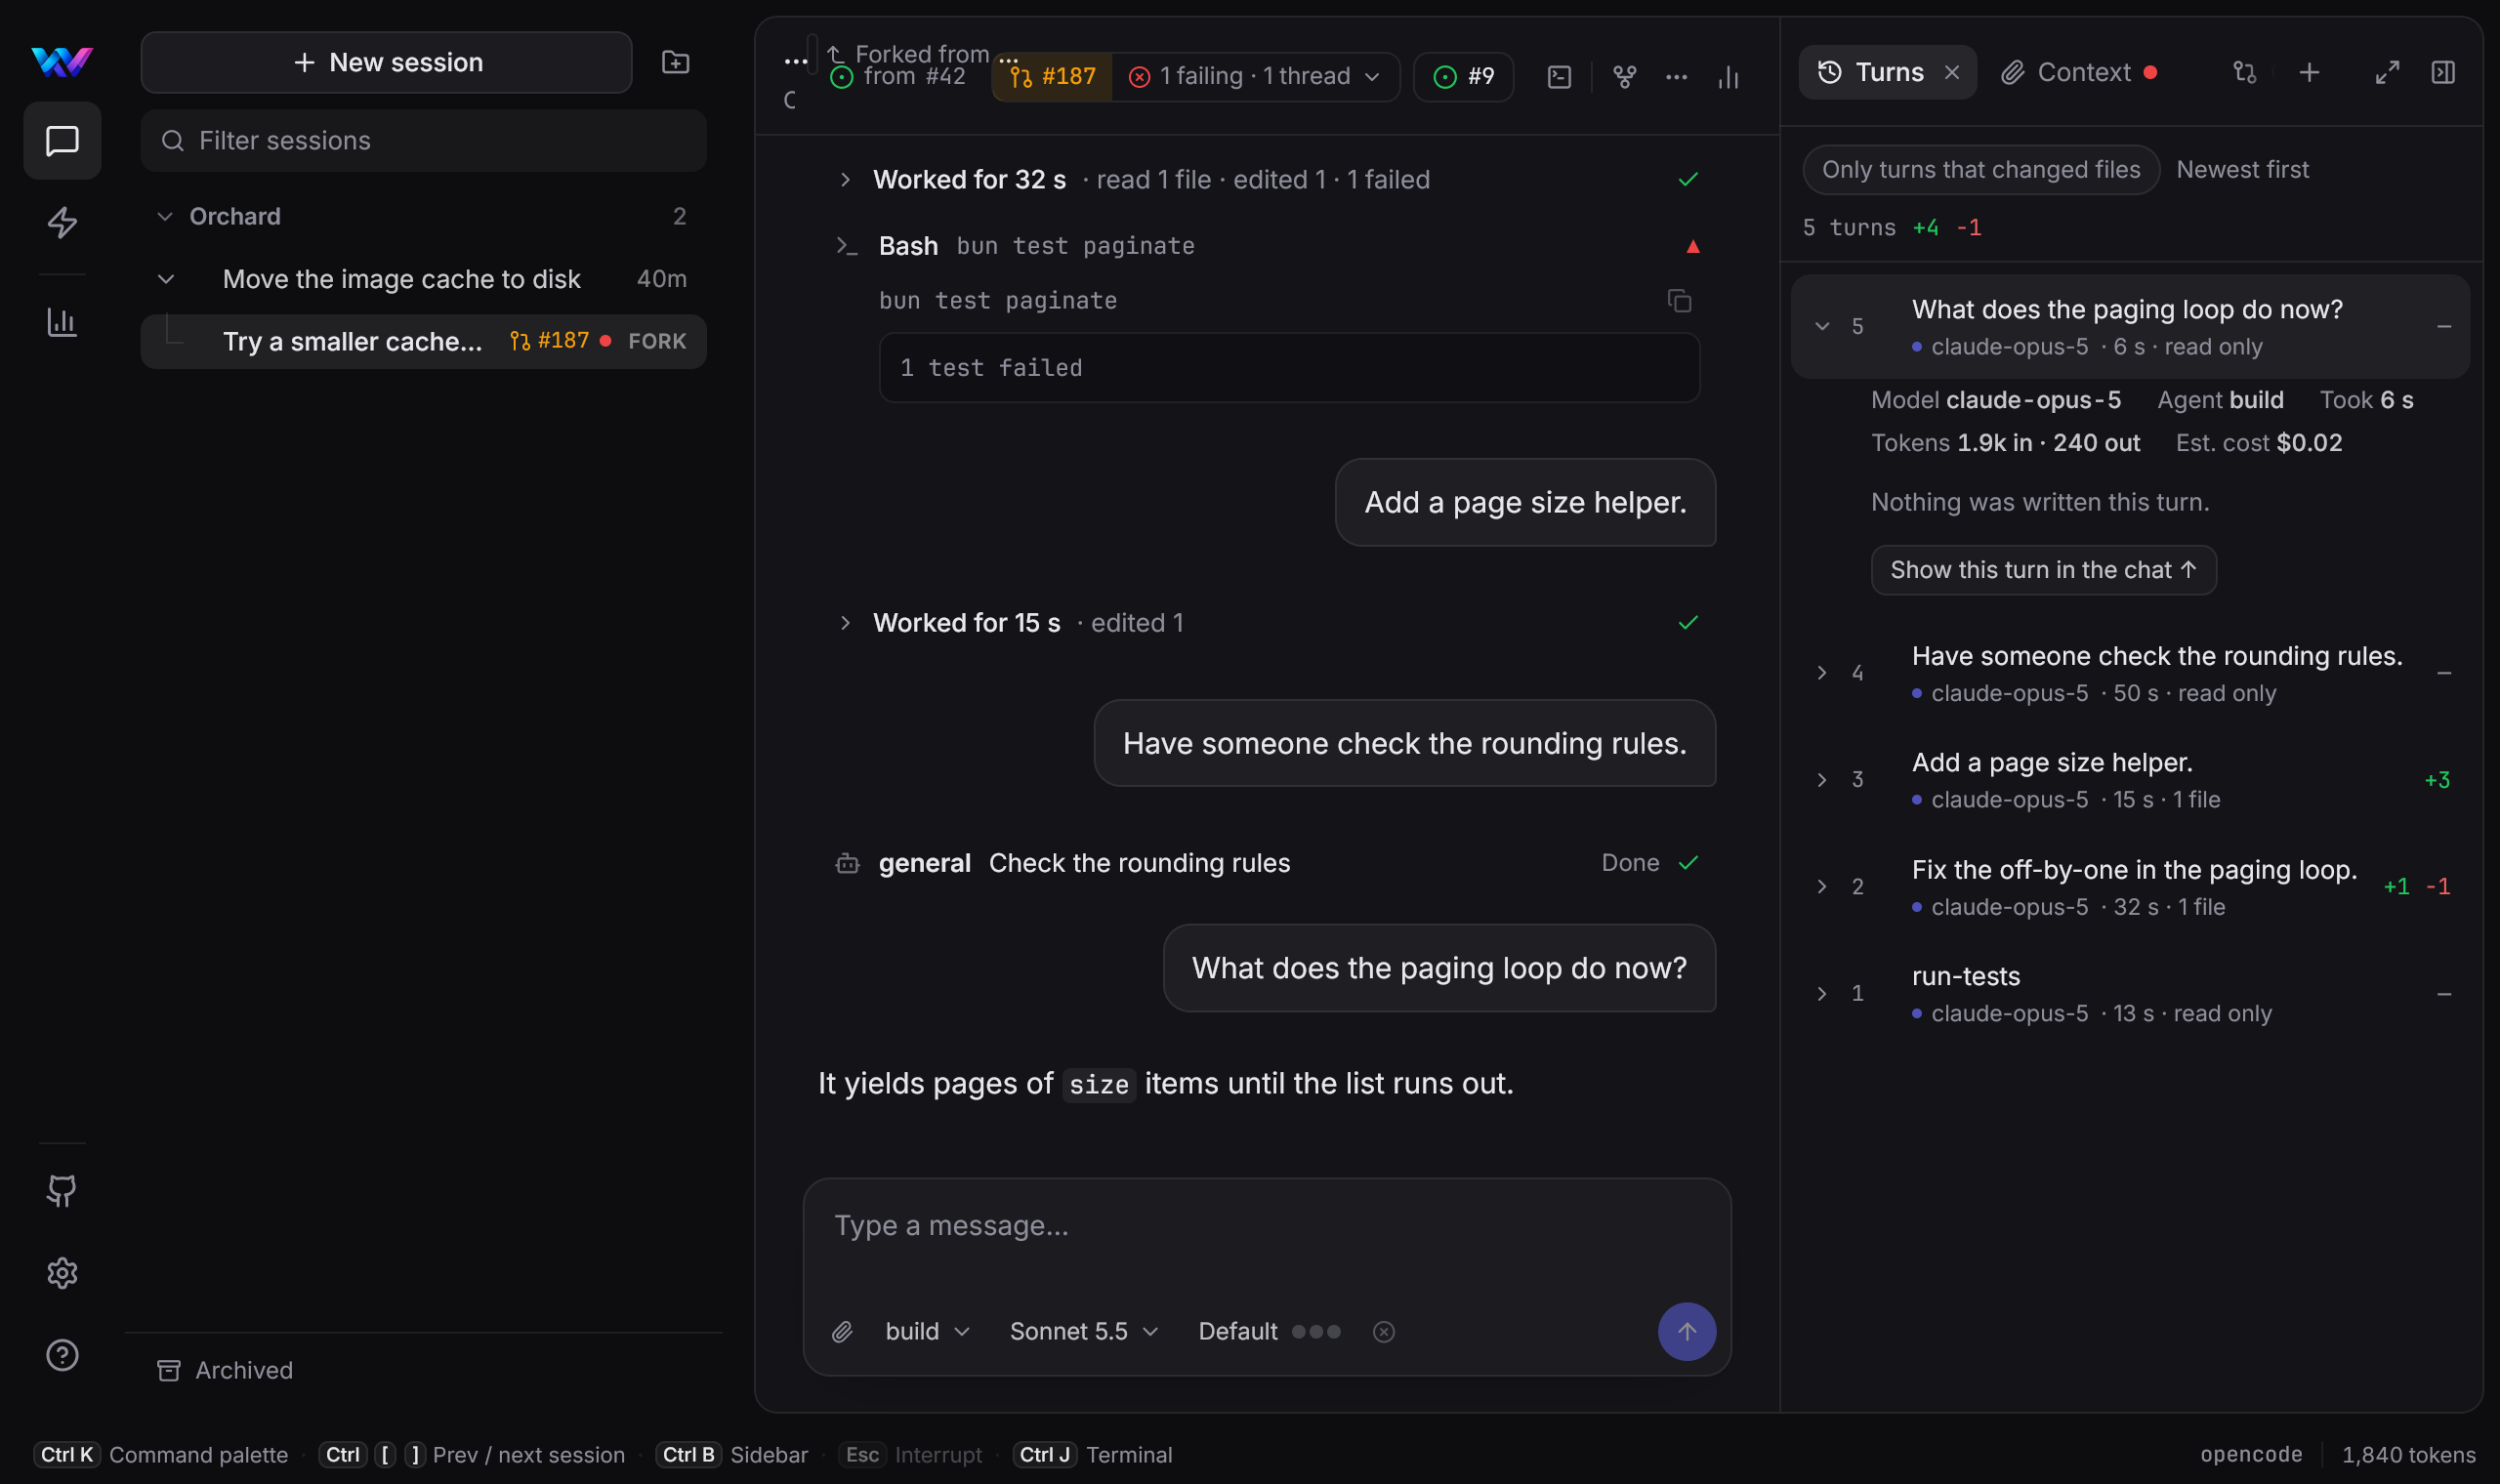 New session
Filter sessions
Orchard 2
Move the image cache to disk 40m
Try a smaller cache... #187 FORK
Archived
... Forked from ...
from #42
#187 1 failing · 1 thread #9
Worked for 32 s · read 1 file · edited 1 · 1 failed
Bash bun test paginate
bun test paginate
1 test failed
Add a page size helper.
Worked for 15 s · edited 1
Have someone check the rounding rules.
general Check the rounding rules Done
What does the paging loop do now?
It yields pages of size items until the list runs out.
Type a message...
build Sonnet 5.5 Default
Turns Context
Only turns that changed files Newest first
5 turns +4 -1
5 What does the paging loop do now? –
claude-opus-5 · 6 s · read only
Model claude-opus-5 Agent build Took 6 s
Tokens 1.9k in · 240 out Est. cost $0.02
Nothing was written this turn.
Show this turn in the chat ↑
4 Have someone check the rounding rules. –
claude-opus-5 · 50 s · read only
3 Add a page size helper. +3
claude-opus-5 · 15 s · 1 file
2 Fix the off-by-one in the paging loop. +1 -1
claude-opus-5 · 32 s · 1 file
1 run-tests –
claude-opus-5 · 13 s · read only
Ctrl K Command palette · Ctrl [ ] Prev / next session · Ctrl B Sidebar · Esc Interrupt · Ctrl J Terminal
opencode 1,840 tokens